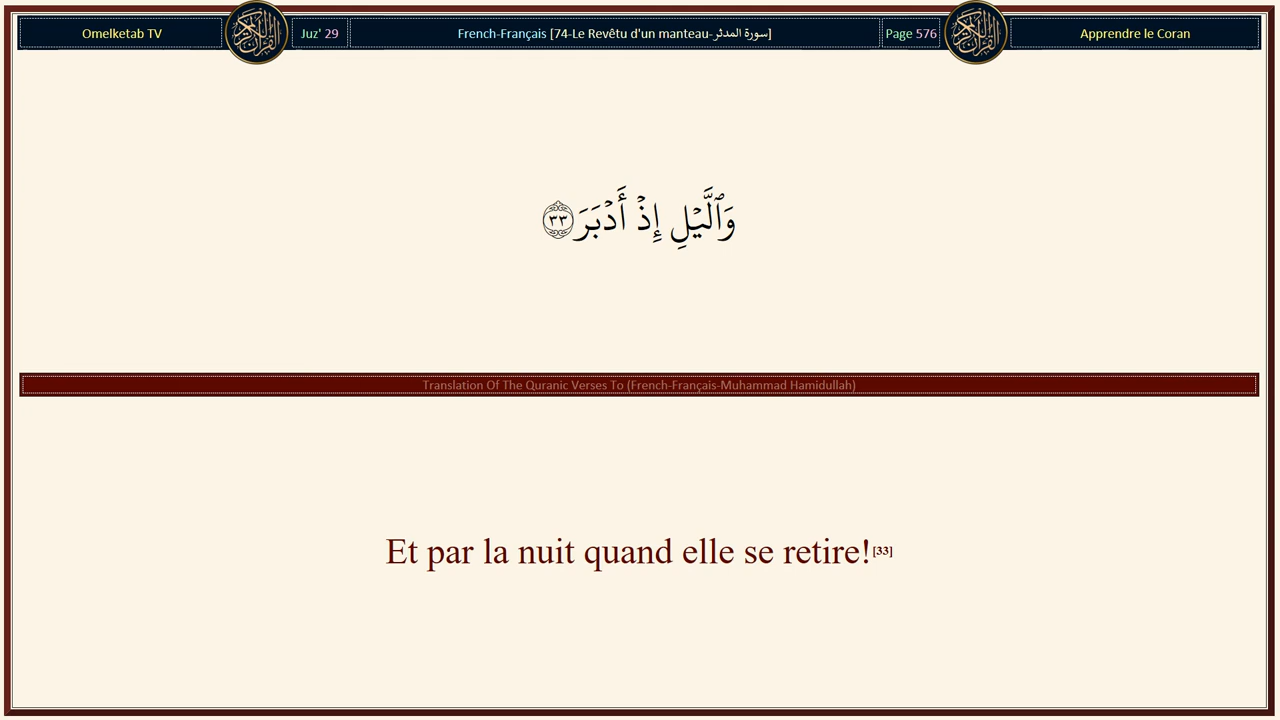 Omelketab TV
Juz' 29
French-Français [74-Le Revêtu d'un manteau-سورة المدثر]
Page 576
Apprendre le Coran
وَٱلَّيۡلِ إِذۡ أَدۡبَرَ ٣٣
Translation Of The Quranic Verses To (French-Français-Muhammad Hamidullah)
Et par la nuit quand elle se retire![33]